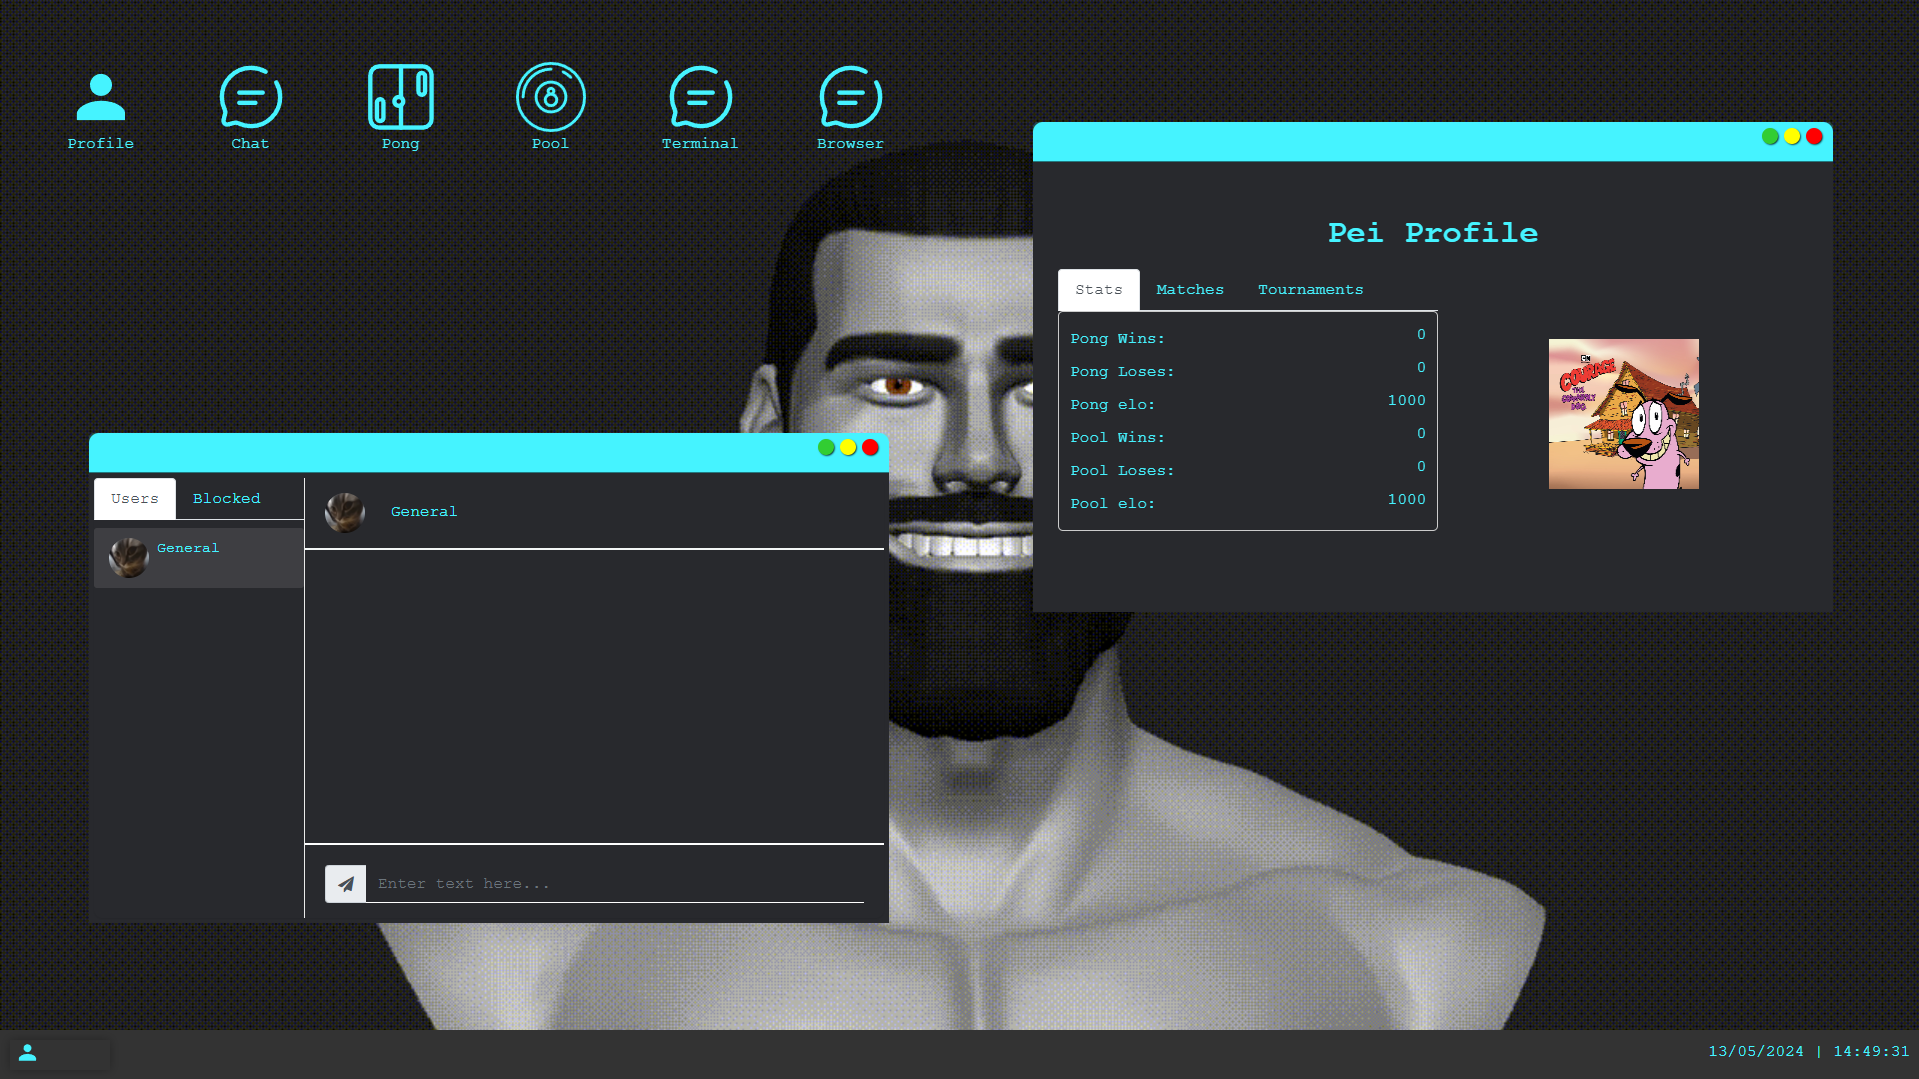 Profile Chat Pong Pool Terminal Browser
Pei Profile
Stats Matches Tournaments
Pong Wins: 0
Pong Loses: 0
Pong elo: 1000
Pool Wins: 0
Pool Loses: 0
Pool elo: 1000
CN
COURAGE
THE
COWARDLY
DOG
Users Blocked
General
General
Enter text here...
13/05/2024 | 14:49:31